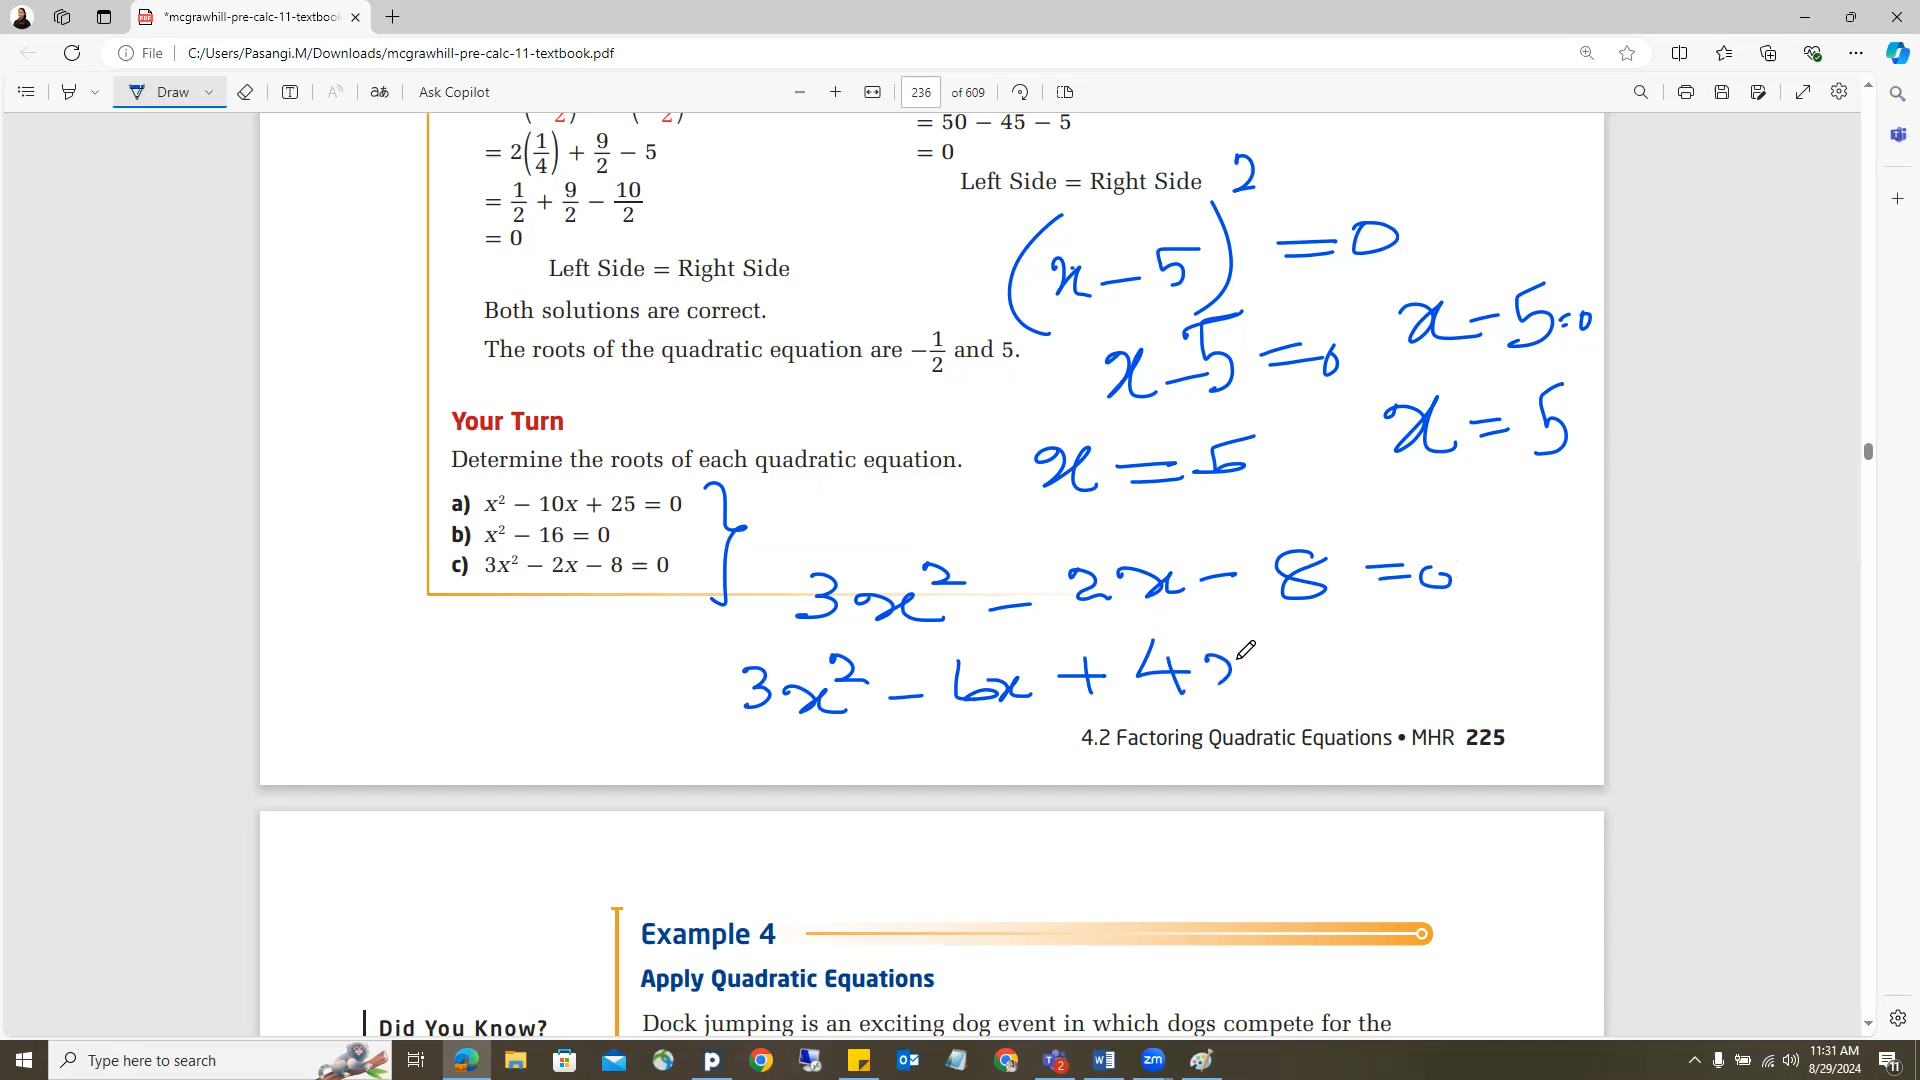 *mcgrawhill-pre-calc-11-textbook
File
C:/Users/Pasangi.M/Downloads/mcgrawhill-pre-calc-11-textbook.pdf
Draw
Ask Copilot
236 of 609
= 2(1/4) + 9/2 − 5
= 1/2 + 9/2 − 10/2
= 0
Left Side = Right Side
= 50 − 45 − 5
= 0
Left Side = Right Side
Both solutions are correct.
The roots of the quadratic equation are −1/2 and 5.
(x − 5)² = 0
x − 5 = 0
x − 5 = 0
x = 5
x = 5
Your Turn
Determine the roots of each quadratic equation.
a) x² − 10x + 25 = 0
b) x² − 16 = 0
c) 3x² − 2x − 8 = 0
3x² − 2x − 8 = 0
3x² − 6x + 4
4.2 Factoring Quadratic Equations • MHR 225
Example 4
Apply Quadratic Equations
Did You Know?
Dock jumping is an exciting dog event in which dogs compete for the
Type here to search
11:31 AM
8/29/2024